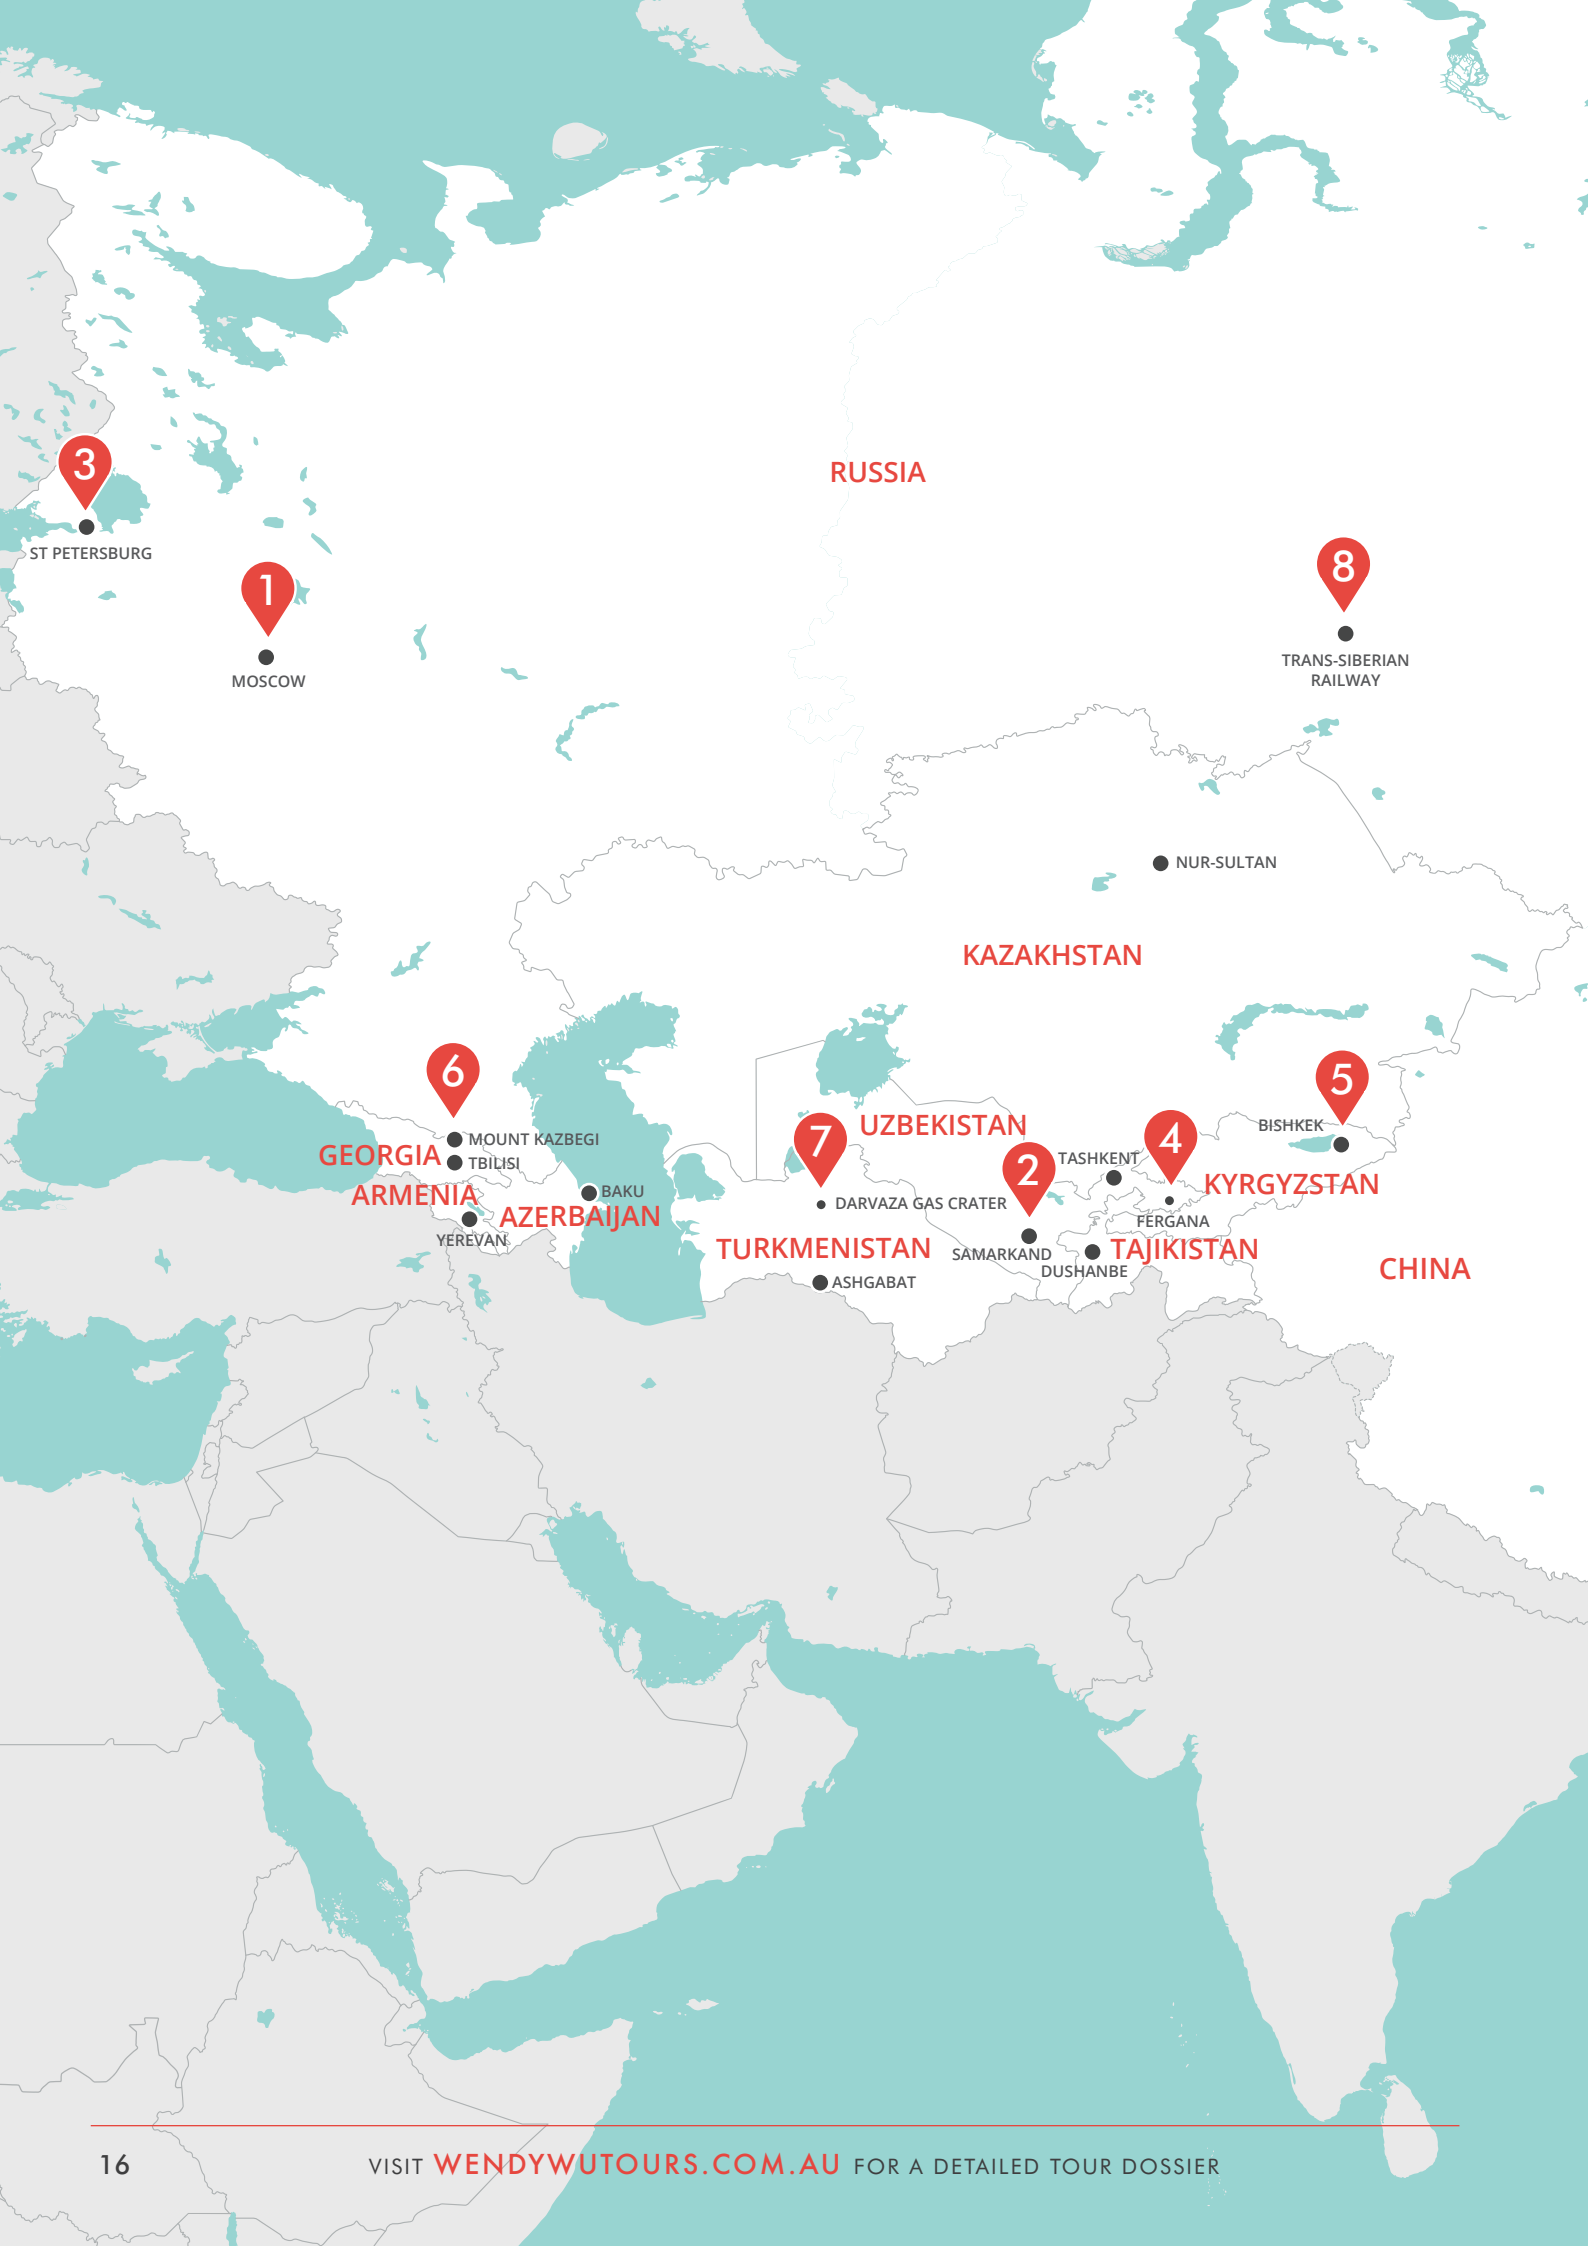 RUSSIA
3
ST PETERSBURG
1
MOSCOW
8
TRANS-SIBERIAN
RAILWAY
NUR-SULTAN
KAZAKHSTAN
6
MOUNT KAZBEGI
GEORGIA
TBILISI
ARMENIA
BAKU
AZERBAIJAN
YEREVAN
7
UZBEKISTAN
DARVAZA GAS CRATER
TURKMENISTAN
ASHGABAT
2
SAMARKAND
TASHKENT
4
FERGANA
5
BISHKEK
KYRGYZSTAN
TAJIKISTAN
DUSHANBE
CHINA
16
VISIT WENDYWUTOURS.COM.AU FOR A DETAILED TOUR DOSSIER